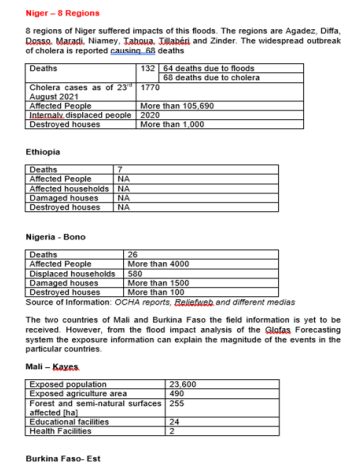 Niger – 8 Regions
8 regions of Niger suffered impacts of this floods. The regions are Agadez, Diffa,
Dosso, Maradi, Niamey, Tahoua, Tillabéri and Zinder. The widespread outbreak
of cholera is reported causing 68 deaths
Deaths 132 64 deaths due to floods
68 deaths due to cholera
Cholera cases as of 23rd 1770
August 2021
Affected People More than 105,690
Internaly displaced people 2020
Destroyed houses More than 1,000
Ethiopia
Deaths 7
Affected People NA
Affected households NA
Damaged houses NA
Destroyed houses NA
Nigeria - Bono
Deaths 26
Affected People More than 4000
Displaced households 580
Damaged houses More than 1500
Destroyed houses More than 100
Source of Information: OCHA reports, Reliefweb and different medias
The two countries of Mali and Burkina Faso the field information is yet to be
received. However, from the flood impact analysis of the Glofas Forecasting
system the exposure information can explain the magnitude of the events in the
particular countries.
Mali – Kayes
Exposed population 23,600
Exposed agriculture area 490
Forest and semi-natural surfaces 255
affected [ha]
Educational facilities 24
Health Facilities 2
Burkina Faso- Est